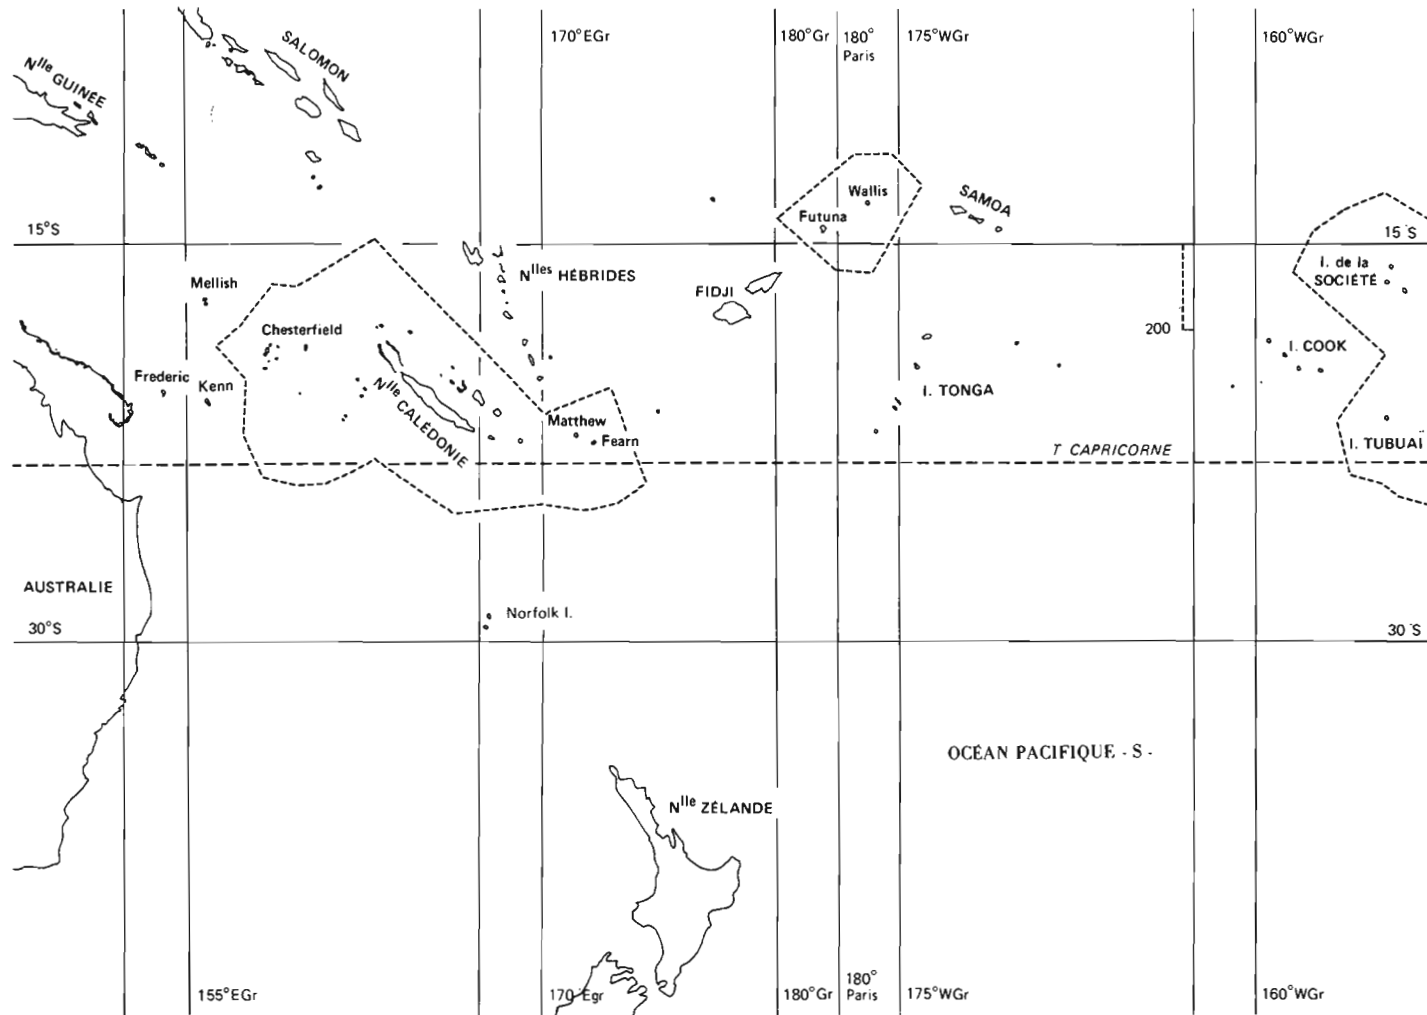 170°EGr
180°Gr
180°
Paris
175°WGr
160°WGr
SALOMON
Nlle GUINÉE
Wallis
Futuna
SAMOA
15°S
15°S
Nlles HÉBRIDES
FIDJI
I. de la
SOCIÉTÉ
Mellish
Chesterfield
200
I. COOK
Frederic
Kenn
Nlle CALÉDONIE
I. TONGA
Matthew
Fearn
I. TUBUAI
T CAPRICORNE
AUSTRALIE
Norfolk I.
30°S
30°S
OCÉAN PACIFIQUE - S -
Nlle ZÉLANDE
155°EGr
170°Egr
180°Gr
180°
Paris
175°WGr
160°WGr